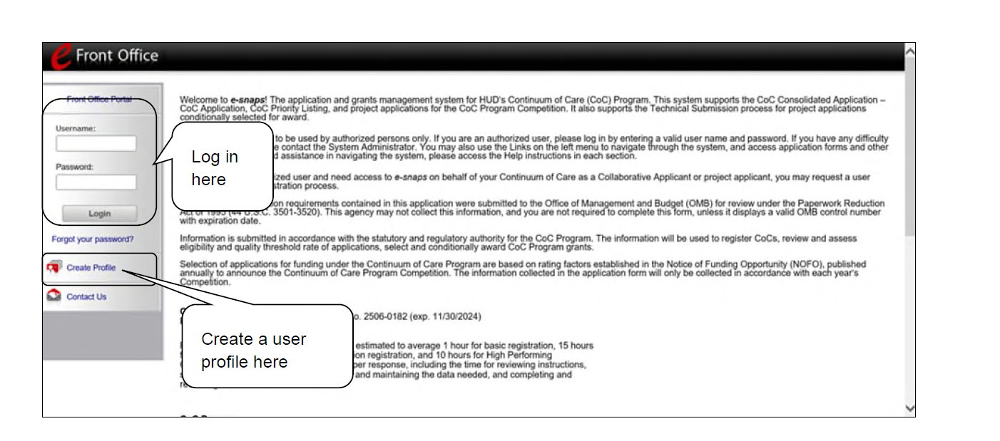 e Front Office
Front Office Portal
Username:
Password:
Login
Forgot your password?
Create Profile
Contact Us
Welcome to e-snaps! The application and grants management system for HUD's Continuum of Care (CoC) Program. This system supports the CoC Consolidated Application –
CoC Application, CoC Priority Listing, and project applications for the CoC Program Competition. It also supports the Technical Submission process for project applications
conditionally selected for award.
to be used by authorized persons only. If you are an authorized user, please log in by entering a valid user name and password. If you have any difficulty
e contact the System Administrator. You may also use the Links on the left menu to navigate through the system, and access application forms and other
d assistance in navigating the system, please access the Help instructions in each section.
ized user and need access to e-snaps on behalf of your Continuum of Care as a Collaborative Applicant or project applicant, you may request a user
stration process.
on requirements contained in this application were submitted to the Office of Management and Budget (OMB) for review under the Paperwork Reduction
Act of 1995 (44 U.S.C. 3501-3520). This agency may not collect this information, and you are not required to complete this form, unless it displays a valid OMB control number
with expiration date.
Information is submitted in accordance with the statutory and regulatory authority for the CoC Program. The information will be used to register CoCs, review and assess
eligibility and quality threshold rate of applications, select and conditionally award CoC Program grants.
Selection of applications for funding under the Continuum of Care Program are based on rating factors established in the Notice of Funding Opportunity (NOFO), published
annually to announce the Continuum of Care Program Competition. The information collected in the application form will only be collected in accordance with each year's
Competition.
o. 2506-0182 (exp. 11/30/2024)
estimated to average 1 hour for basic registration, 15 hours
ion registration, and 10 hours for High Performing
per response, including the time for reviewing instructions,
and maintaining the data needed, and completing and
Log in
here
Create a user
profile here